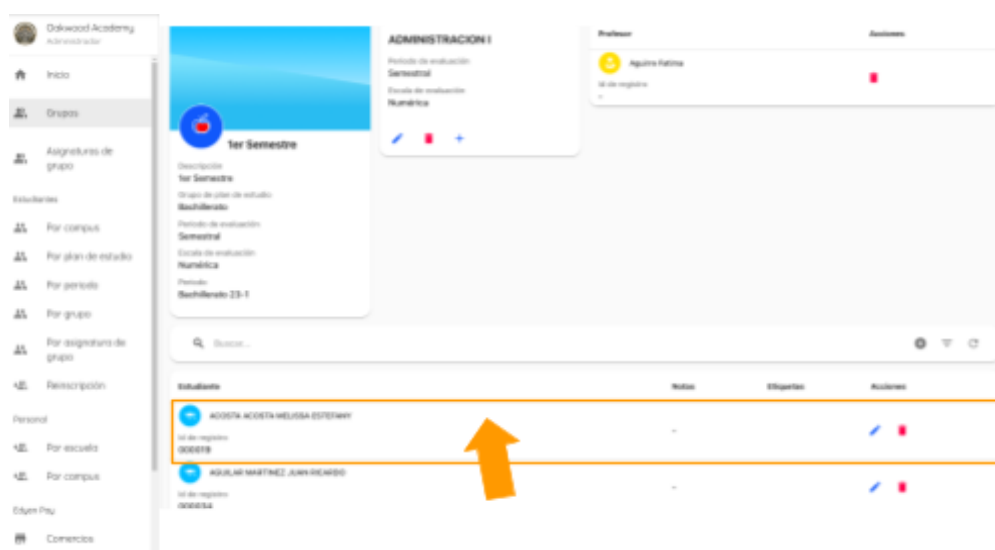 Oakwood Academy
Administrador
Inicio
Grupos
Asignaturas de
grupo
Estudiantes
Por campus
Por plan de estudio
Por periodo
Por grupo
Por asignatura de
grupo
Reinscripción
Personal
Por escuela
Por campus
Edyen Pay
Comercios
1er Semestre
Descripción
1er Semestre
Grupo de plan de estudio
Bachillerato
Periodo de evaluación
Semestral
Escala de evaluación
Numérica
Periodo
Bachillerato 23-1
ADMINISTRACION I
Periodo de evaluación
Semestral
Escala de evaluación
Numérica
Profesor Acciones
Aguirre Fatima
Id de registro
-
Buscar...
Estudiante Notas Etiquetas Acciones
ACOSTA ACOSTA MELISSA ESTEFANY
Id de registro
000019
-
AGUILAR MARTINEZ JUAN RICARDO
Id de registro
000034
-